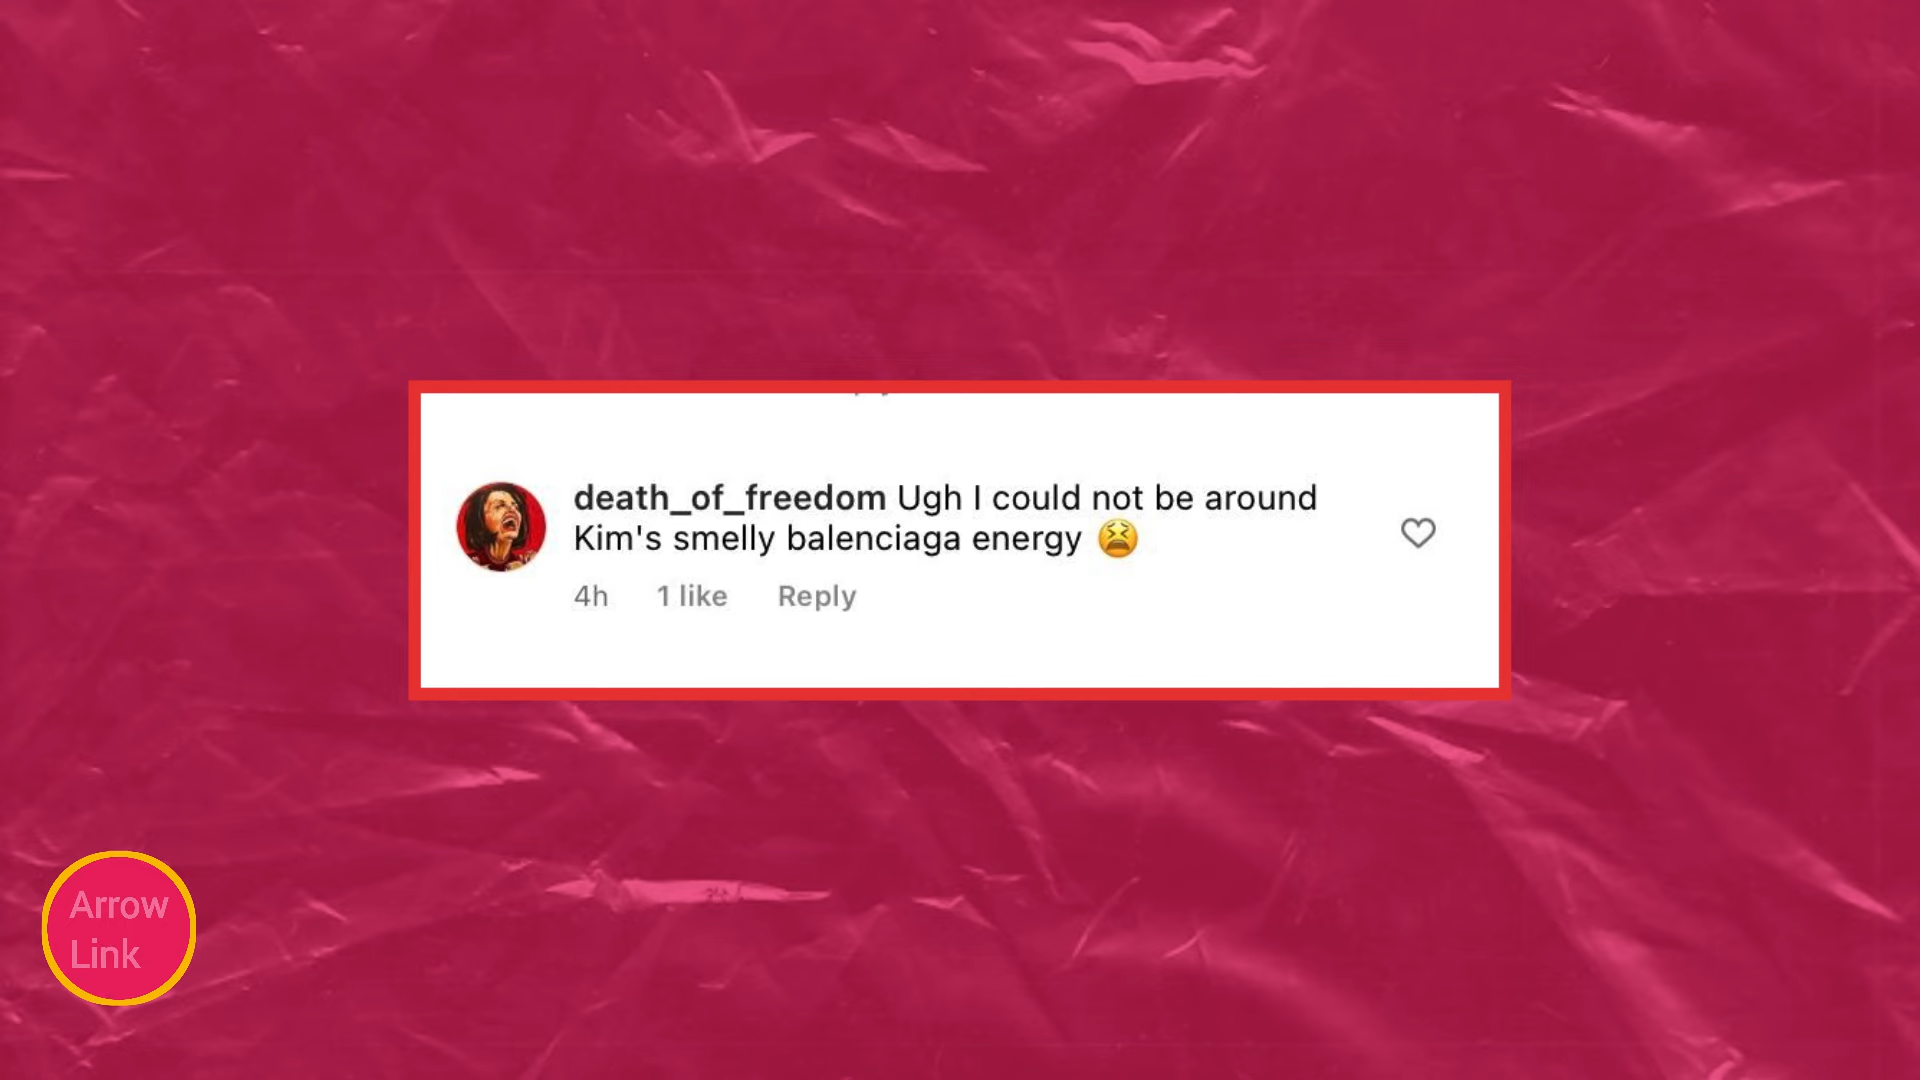 death_of_freedom Ugh I could not be around
Kim's smelly balenciaga energy 😫
4h 1 like Reply
Arrow
Link